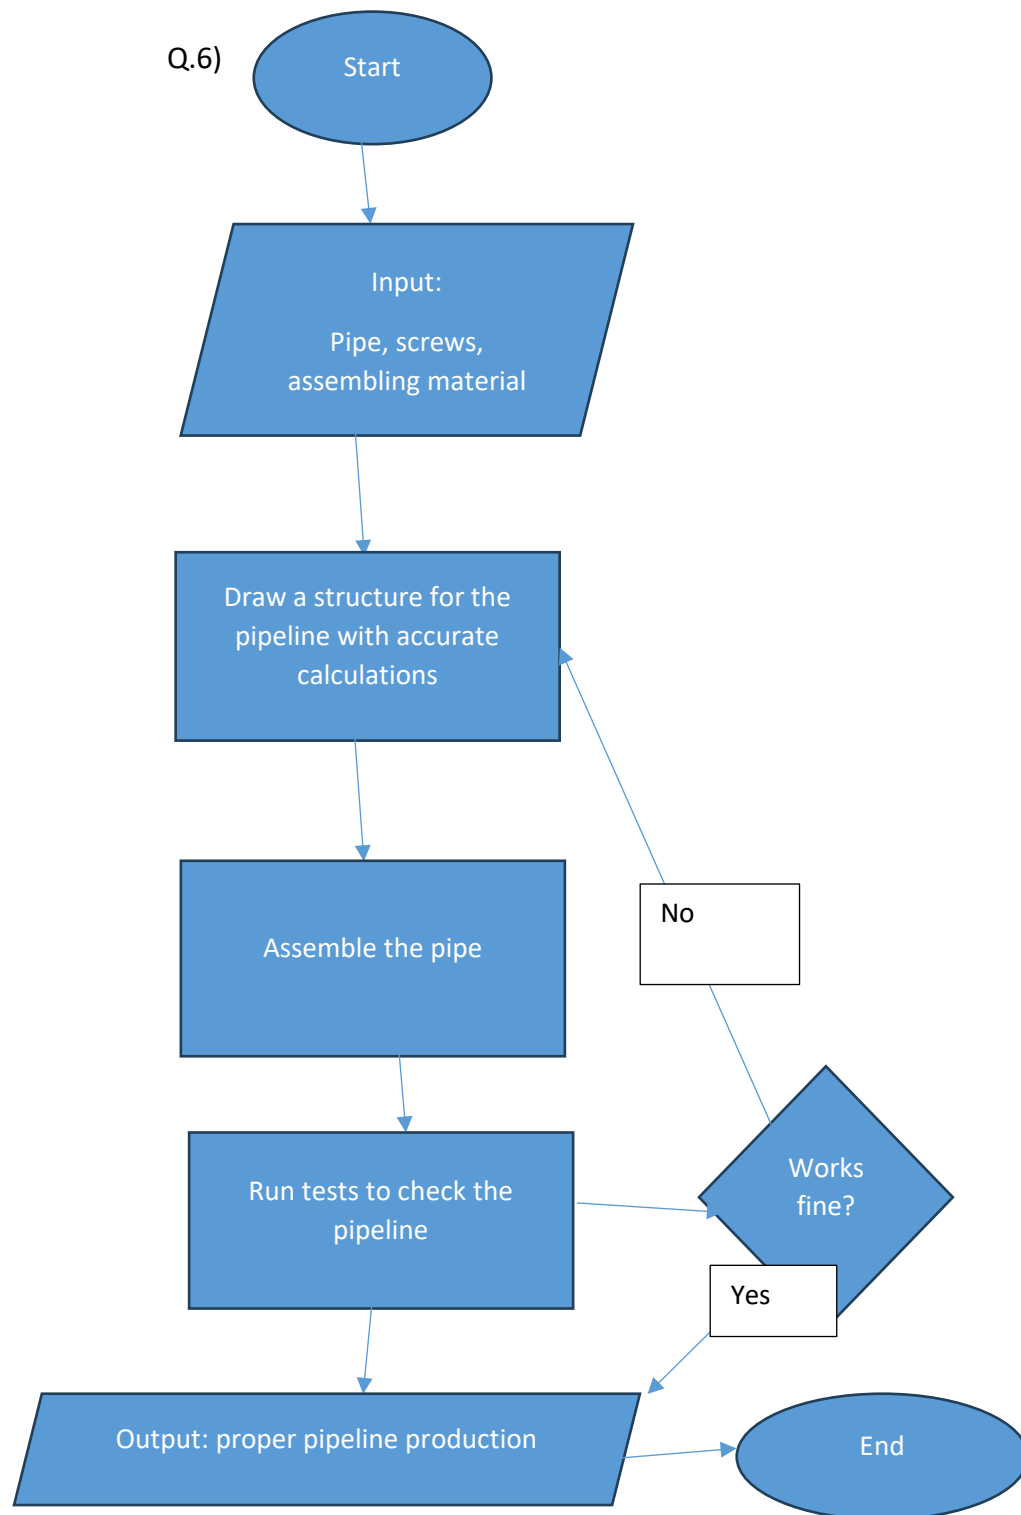 Q.6)
Start
Input:
Pipe, screws,
assembling material
Draw a structure for the
pipeline with accurate
calculations
Assemble the pipe
No
Run tests to check the
pipeline
Works
fine?
Yes
Output: proper pipeline production
End